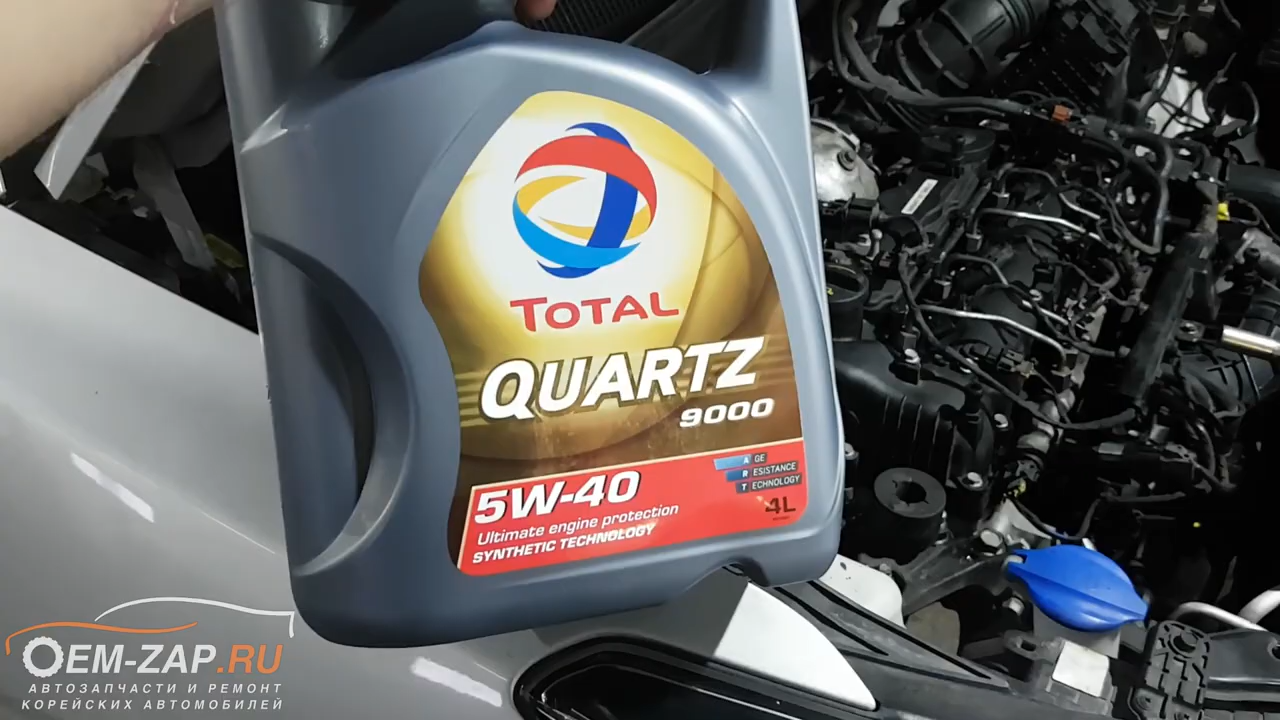 TOTAL
QUARTZ
9000
5W-40
Ultimate engine protection
SYNTHETIC TECHNOLOGY
AGE
RESISTANCE
TECHNOLOGY
4L
OEM-ZAP.RU
АВТОЗАПЧАСТИ И РЕМОНТ
КОРЕЙСКИХ АВТОМОБИЛЕЙ